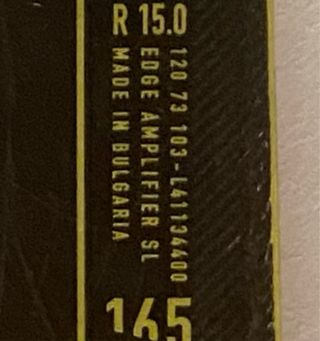 R 15.0
120 73 103-L41134400
EDGE AMPLIFIER SL
MADE IN BULGARIA
165